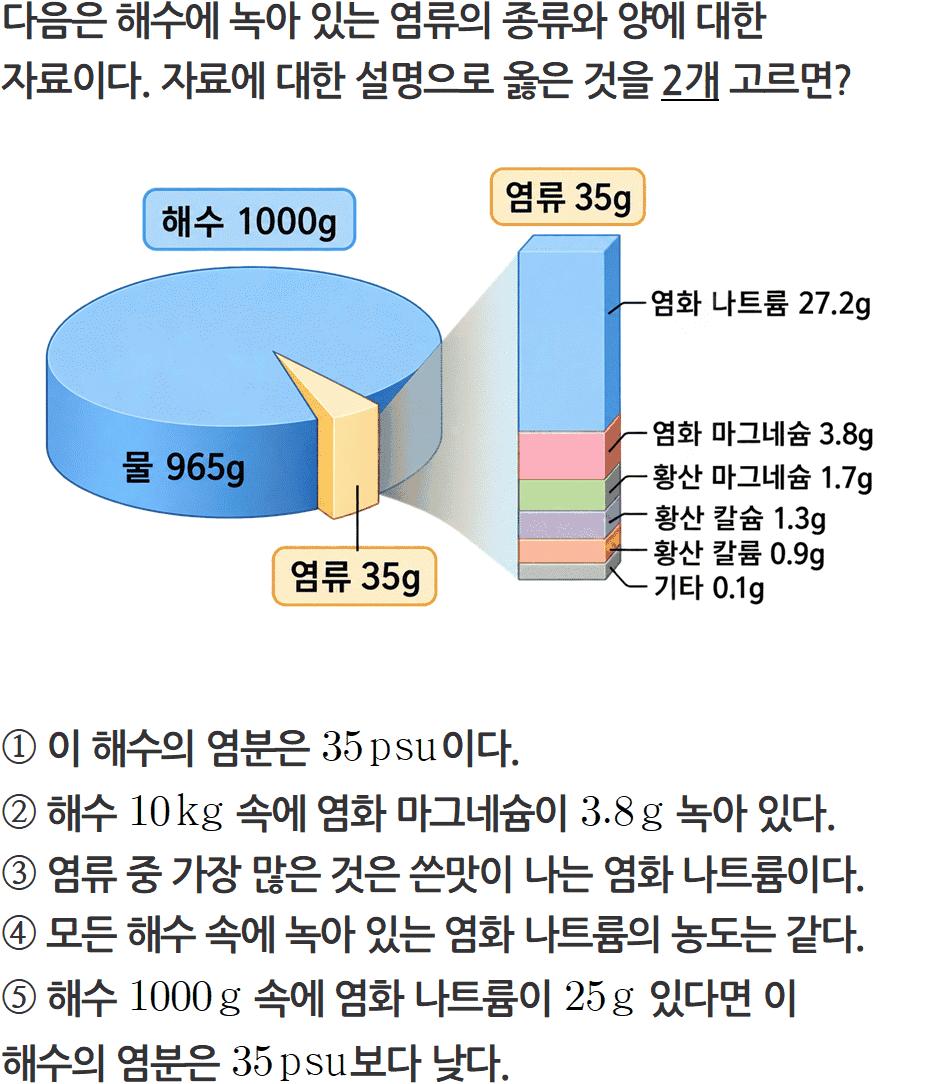 다음은 해수에 녹아 있는 염류의 종류와 양에 대한
자료이다. 자료에 대한 설명으로 옳은 것을 2개 고르면?
해수 1000g
염류 35g
물 965g
염류 35g
염화 나트륨 27.2g
염화 마그네슘 3.8g
황산 마그네슘 1.7g
황산 칼슘 1.3g
황산 칼륨 0.9g
기타 0.1g
① 이 해수의 염분은 35 psu이다.
② 해수 10 kg 속에 염화 마그네슘이 3.8 g 녹아 있다.
③ 염류 중 가장 많은 것은 쓴맛이 나는 염화 나트륨이다.
④ 모든 해수 속에 녹아 있는 염화 나트륨의 농도는 같다.
⑤ 해수 1000 g 속에 염화 나트륨이 25 g 있다면 이
해수의 염분은 35 psu보다 낮다.